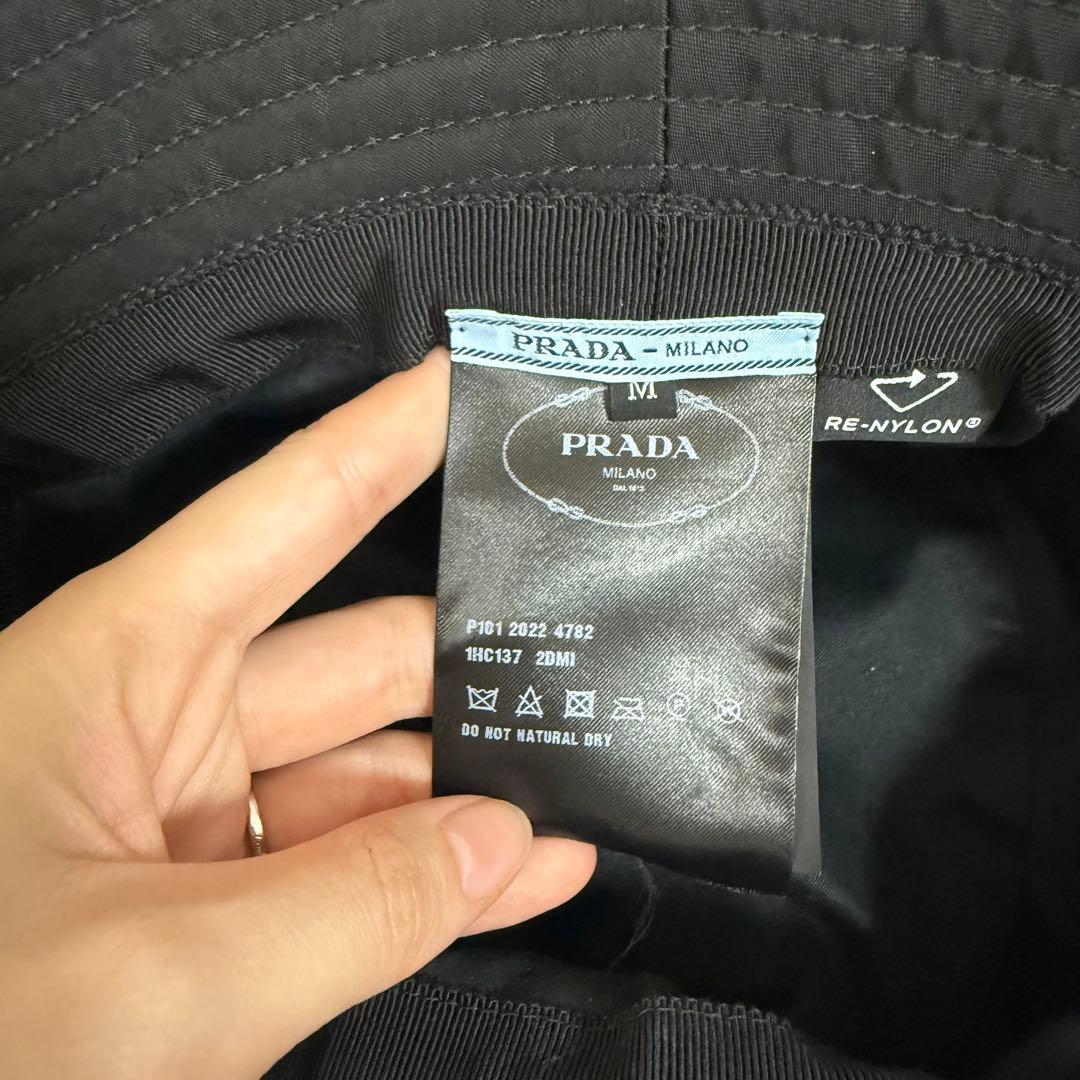 PRADA - MILANO
M
PRADA
MILANO
RE-NYLON®
P101 2022 4782
1HC137 2DMI
P
W
DO NOT NATURAL DRY